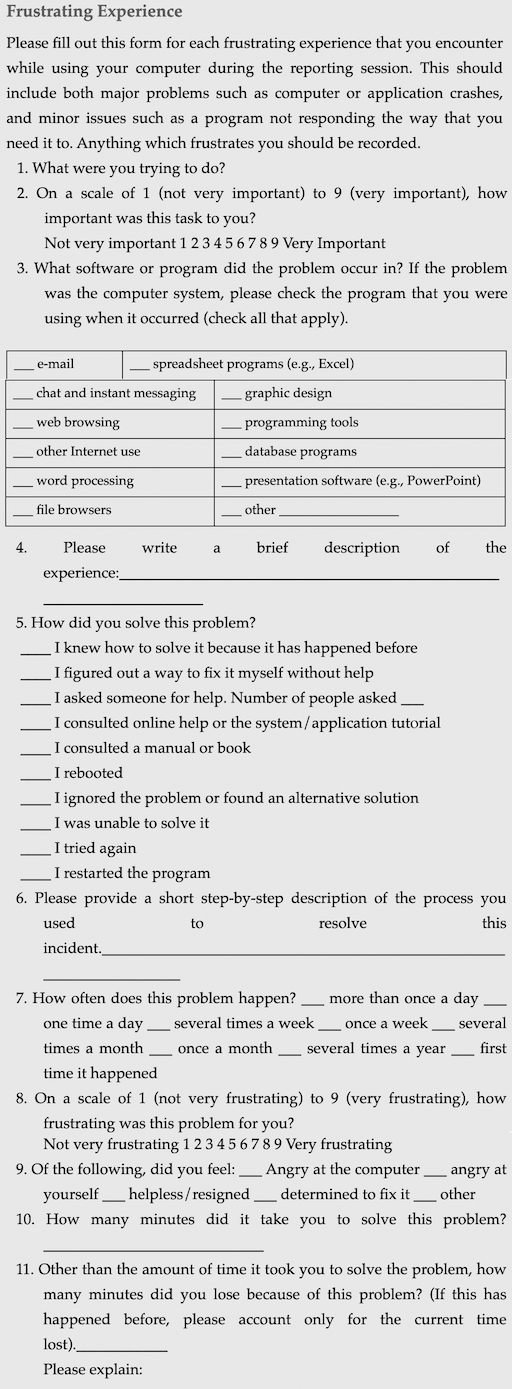 Frustrating Experience
Please fill out this form for each frustrating experience that you encounter
while using your computer during the reporting session. This should
include both major problems such as computer or application crashes,
and minor issues such as a program not responding the way that you
need it to. Anything which frustrates you should be recorded.
1. What were you trying to do?
2. On a scale of 1 (not very important) to 9 (very important), how
important was this task to you?
Not very important 1 2 3 4 5 6 7 8 9 Very Important
3. What software or program did the problem occur in? If the problem
was the computer system, please check the program that you were
using when it occurred (check all that apply).
___ e-mail ___ spreadsheet programs (e.g., Excel)
___ chat and instant messaging ___ graphic design
___ web browsing ___ programming tools
___ other Internet use ___ database programs
___ word processing ___ presentation software (e.g., PowerPoint)
___ file browsers ___ other ___________________
4. Please write a brief description of the
experience:___________________________________________________
_____________________
5. How did you solve this problem?
____ I knew how to solve it because it has happened before
____ I figured out a way to fix it myself without help
____ I asked someone for help. Number of people asked ___
____ I consulted online help or the system/application tutorial
____ I consulted a manual or book
____ I rebooted
____ I ignored the problem or found an alternative solution
____ I was unable to solve it
____ I tried again
____ I restarted the program
6. Please provide a short step-by-step description of the process you
used to resolve this
incident.______________________________________________________
__________________
7. How often does this problem happen? ___ more than once a day ___
one time a day ___ several times a week ___ once a week ___ several
times a month ___ once a month ___ several times a year ___ first
time it happened
8. On a scale of 1 (not very frustrating) to 9 (very frustrating), how
frustrating was this problem for you?
Not very frustrating 1 2 3 4 5 6 7 8 9 Very frustrating
9. Of the following, did you feel: ___ Angry at the computer ___ angry at
yourself ___ helpless/resigned ___ determined to fix it ___ other
10. How many minutes did it take you to solve this problem?
_____________________________
11. Other than the amount of time it took you to solve the problem, how
many minutes did you lose because of this problem? (If this has
happened before, please account only for the current time
lost).____________
Please explain: